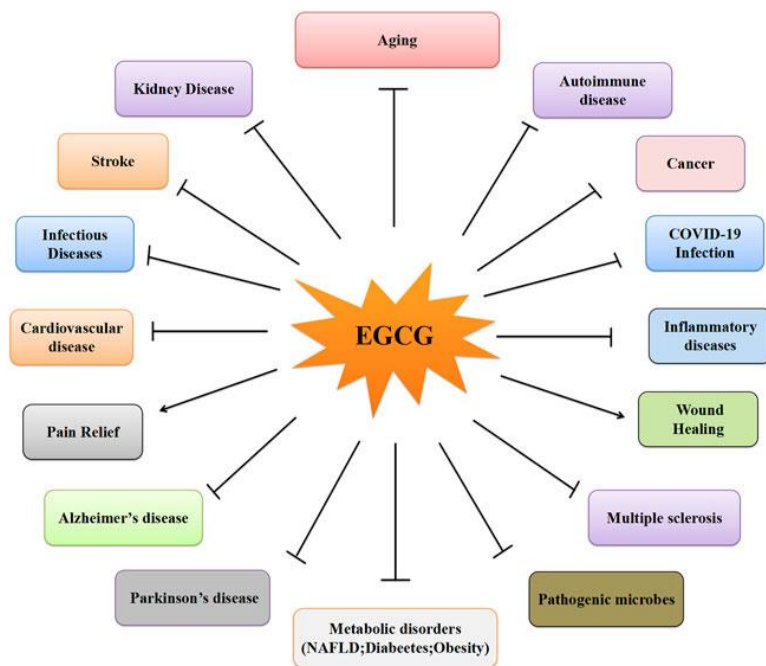 Aging
Kidney Disease
Autoimmune
disease
Stroke
Cancer
Infectious
Diseases
COVID-19
Infection
EGCG
Cardiovascular
disease
Inflammatory
diseases
Pain Relief
Wound
Healing
Alzheimer's disease
Multiple sclerosis
Parkinson's disease
Pathogenic microbes
Metabolic disorders
(NAFLD;Diabeetes;Obesity)